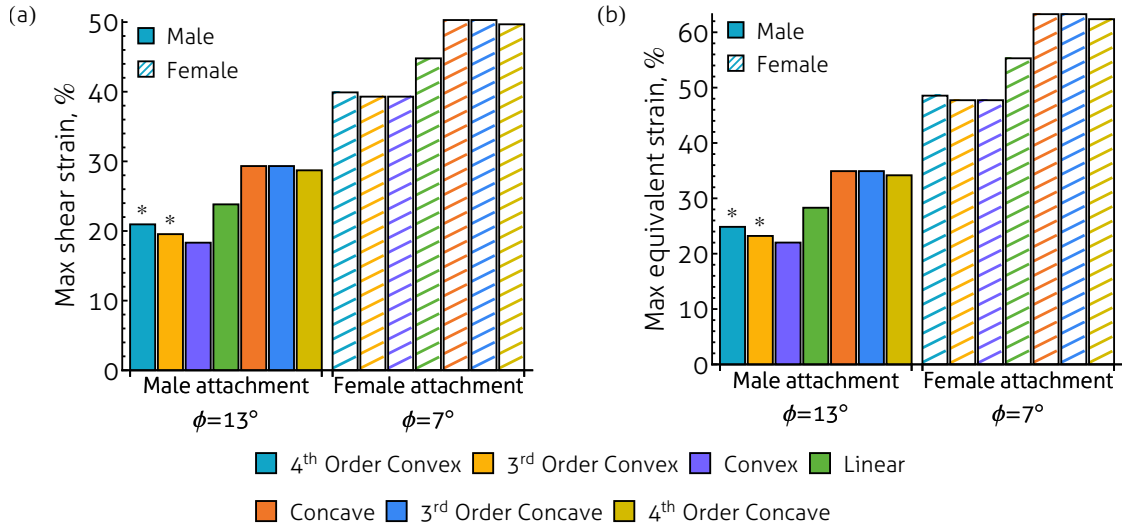 (a)
Max shear strain, %
50
40
30
20
10
0
Male
Female
* *
Male attachment Female attachment
ϕ=13° ϕ=7°
(b)
Max equivalent strain, %
60
50
40
30
20
10
0
Male
Female
* *
Male attachment Female attachment
ϕ=13° ϕ=7°
4th Order Convex 3rd Order Convex Convex Linear
Concave 3rd Order Concave 4th Order Concave